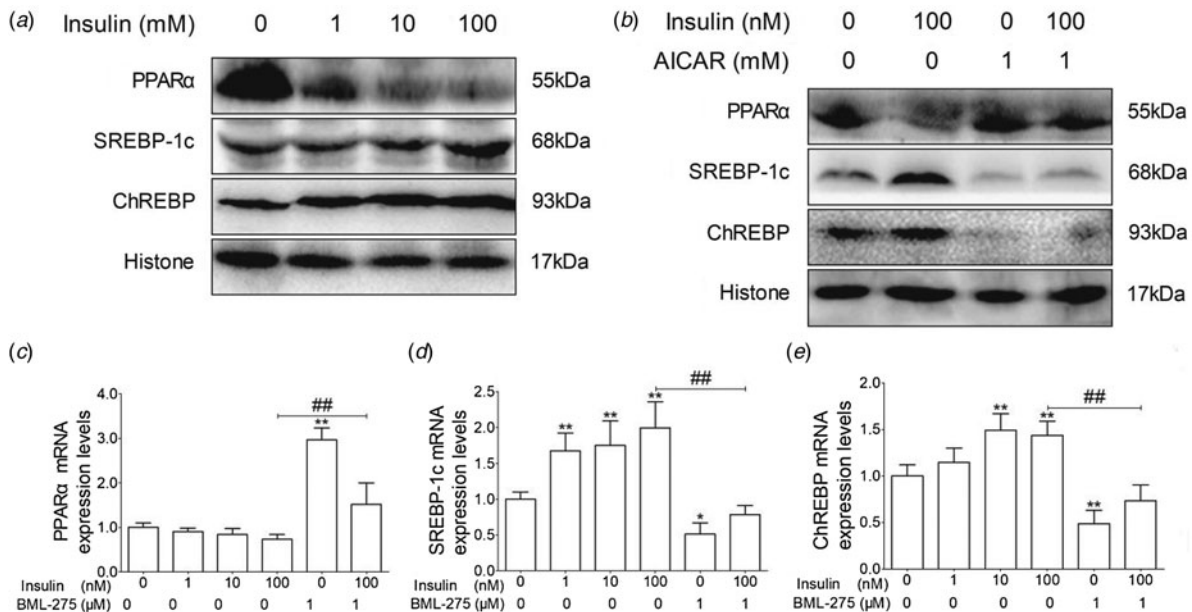 (a) Insulin (mM) 0 1 10 100
PPARα 55kDa
SREBP-1c 68kDa
ChREBP 93kDa
Histone 17kDa
(b) Insulin (nM) 0 100 0 100
AICAR (mM) 0 0 1 1
PPARα 55kDa
SREBP-1c 68kDa
ChREBP 93kDa
Histone 17kDa
(c)
PPARα mRNA
expression levels
4.0
3.0
2.0
1.0
0.0
##
**
Insulin (nM) 0 1 10 100 0 100
BML-275 (µM) 0 0 0 0 1 1
(d)
SREBP-1c mRNA
expression levels
2.5
2.0
1.5
1.0
0.5
0.0
##
** ** ** *
Insulin (nM) 0 1 10 100 0 100
BML-275 (µM) 0 0 0 0 1 1
(e)
ChREBP mRNA
expression levels
2.0
1.5
1.0
0.5
0.0
##
** ** **
Insulin (nM) 0 1 10 100 0 100
BML-275 (µM) 0 0 0 0 1 1